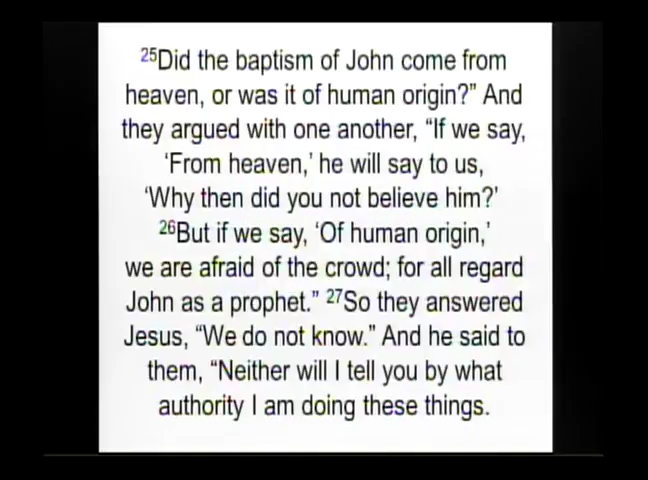 ²⁵Did the baptism of John come from
heaven, or was it of human origin?” And
they argued with one another, “If we say,
‘From heaven,’ he will say to us,
‘Why then did you not believe him?’
²⁶But if we say, ‘Of human origin,’
we are afraid of the crowd; for all regard
John as a prophet.” ²⁷So they answered
Jesus, “We do not know.” And he said to
them, “Neither will I tell you by what
authority I am doing these things.